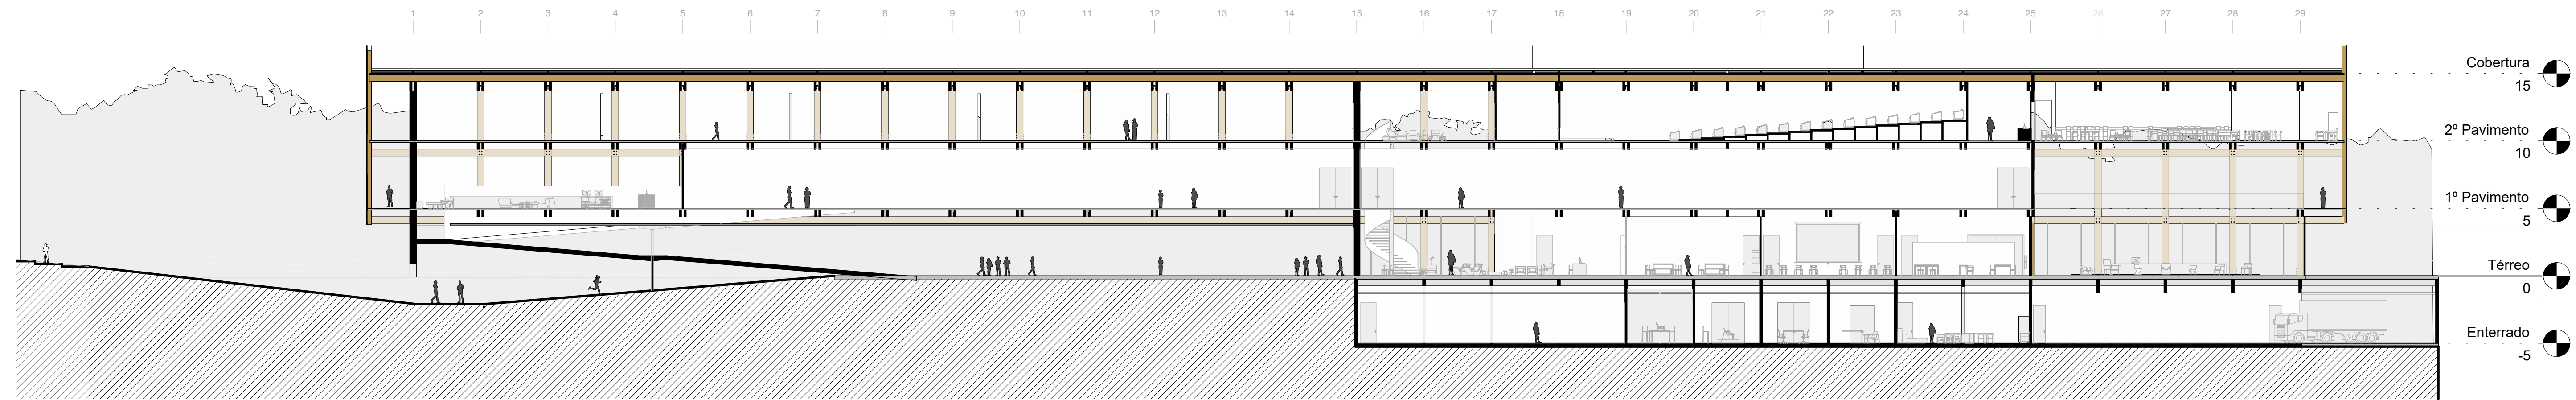 1 2 3 4 5 6 7 8 9 10 11 12 13 14 15 16 17 18 19 20 21 22 23 24 25 26 27 28 29
Cobertura
15
2º Pavimento
10
1º Pavimento
5
Térreo
0
Enterrado
-5